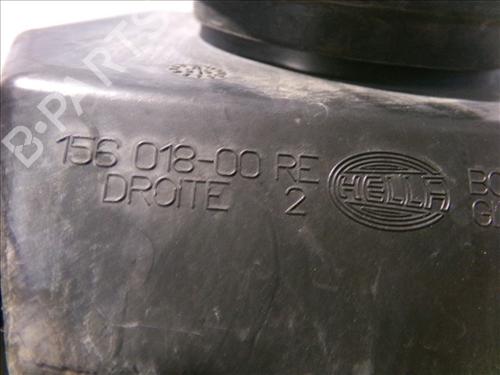 B-PARTS
156 018-00 RE HELLA
DROITE 2